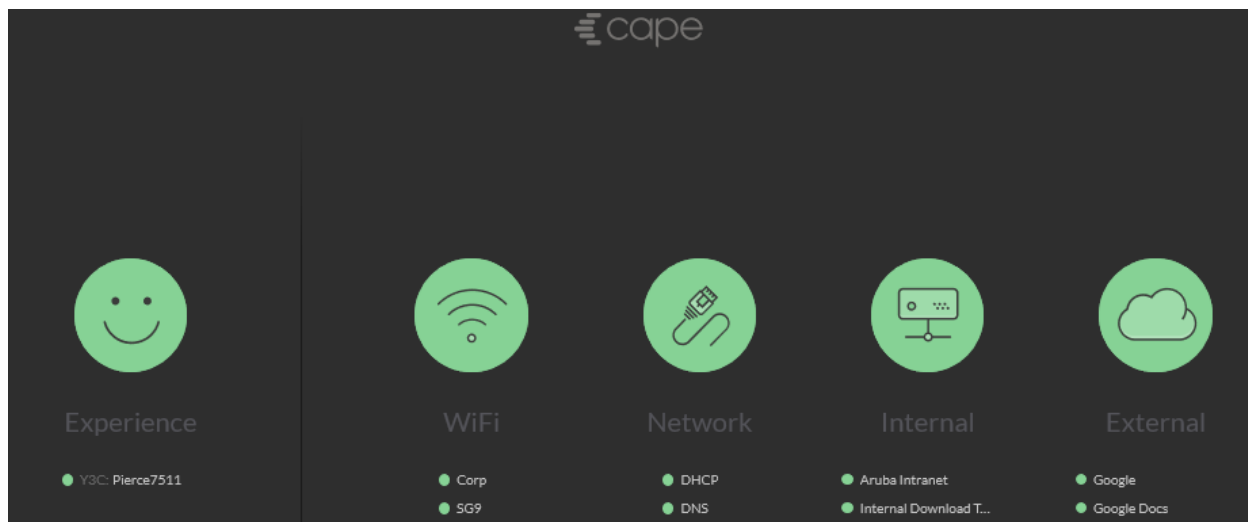 cape
Experience
WiFi
Network
Internal
External
Y3C: Pierce7511
Corp
DHCP
Aruba Intranet
Google
SG9
DNS
Internal Download T...
Google Docs